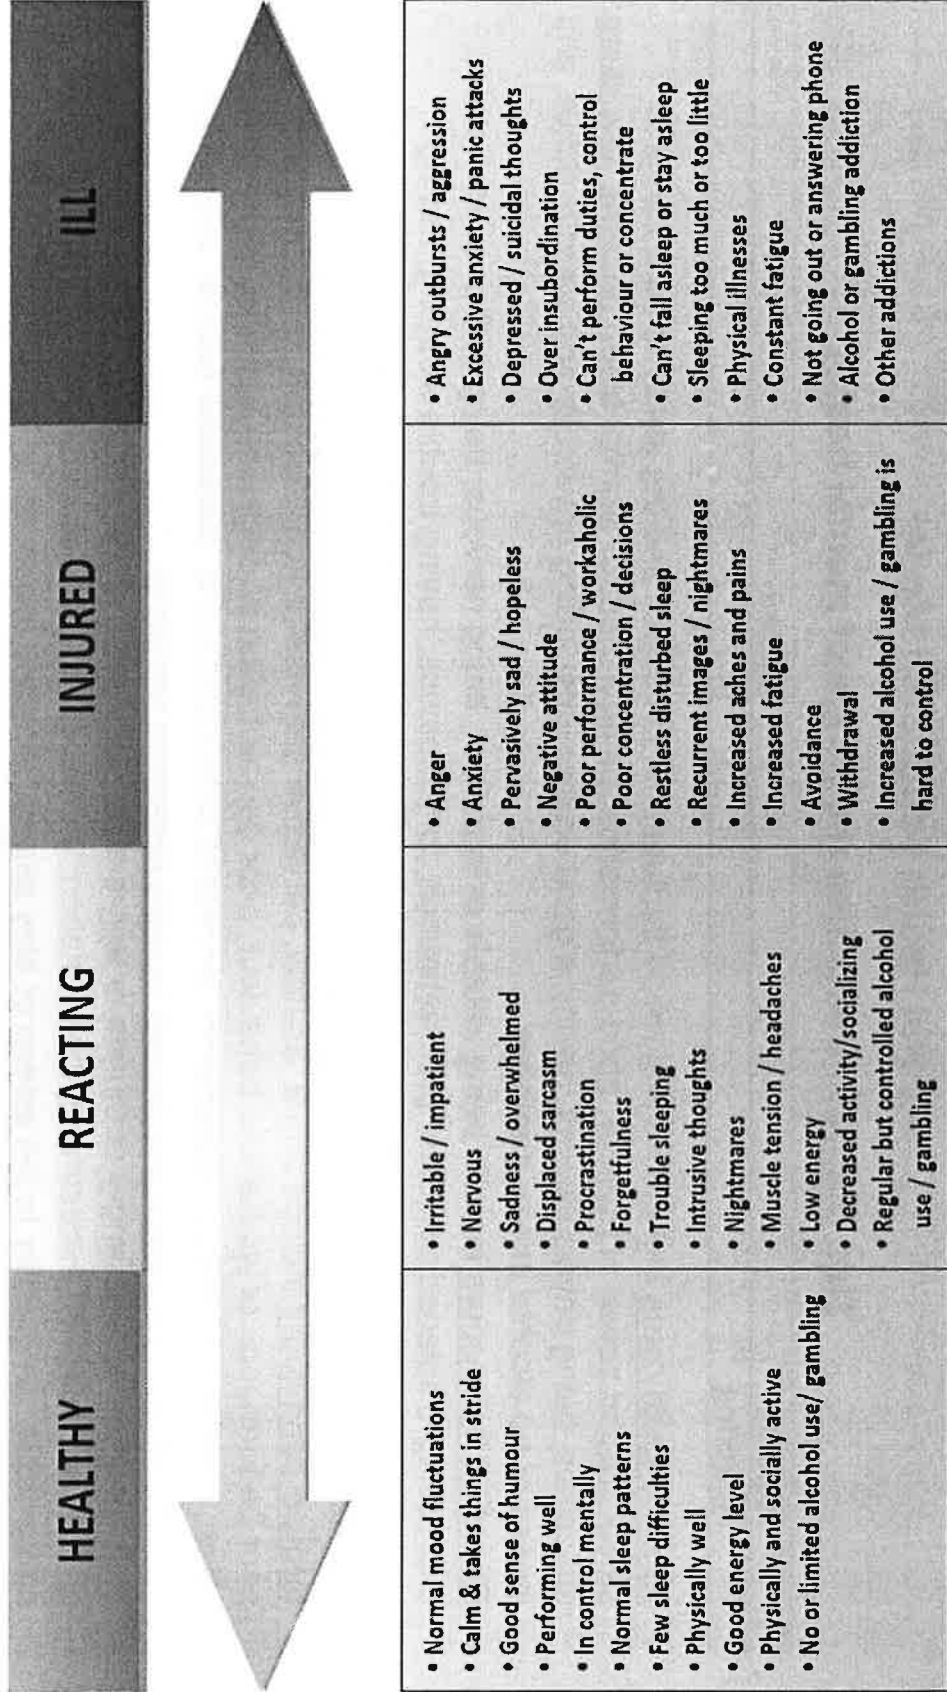 HEALTHY
REACTING
INJURED
ILL
• Normal mood fluctuations
• Calm & takes things in stride
• Good sense of humour
• Performing well
• In control mentally
• Normal sleep patterns
• Few sleep difficulties
• Physically well
• Good energy level
• Physically and socially active
• No or limited alcohol use/ gambling
• Irritable / impatient
• Nervous
• Sadness / overwhelmed
• Displaced sarcasm
• Procrastination
• Forgetfulness
• Trouble sleeping
• Intrusive thoughts
• Nightmares
• Muscle tension / headaches
• Low energy
• Decreased activity/socializing
• Regular but controlled alcohol
use / gambling
• Anger
• Anxiety
• Pervasively sad / hopeless
• Negative attitude
• Poor performance / workaholic
• Poor concentration / decisions
• Restless disturbed sleep
• Recurrent images / nightmares
• Increased aches and pains
• Increased fatigue
• Avoidance
• Withdrawal
• Increased alcohol use / gambling is
hard to control
• Angry outbursts / aggression
• Excessive anxiety / panic attacks
• Depressed / suicidal thoughts
• Over insubordination
• Can't perform duties, control
behaviour or concentrate
• Can't fall asleep or stay asleep
• Sleeping too much or too little
• Physical illnesses
• Constant fatigue
• Not going out or answering phone
• Alcohol or gambling addiction
• Other addictions